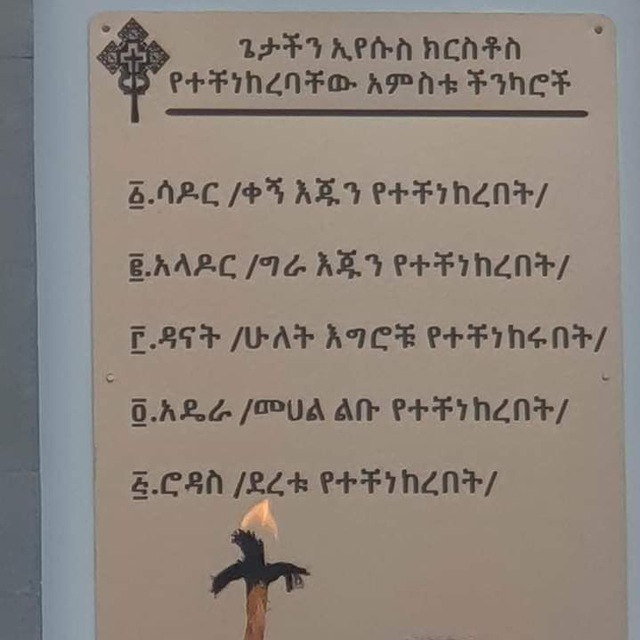 ጌታችን ኢየሱስ ክርስቶስ
የተቸነከረባቸው አምስቱ ችንካሮች
፩.ሳዶር /ቀኝ እጁን የተቸነከረበት/
፪.አላዶር /ግራ እጁን የተቸነከረበት/
፫.ዳናት /ሁለት እግሮቹ የተቸነከሩበት/
፬.አዴራ /መሀል ልቡ የተቸነከረበት/
፭.ሮዳስ /ደረቱ የተቸነከረበት/